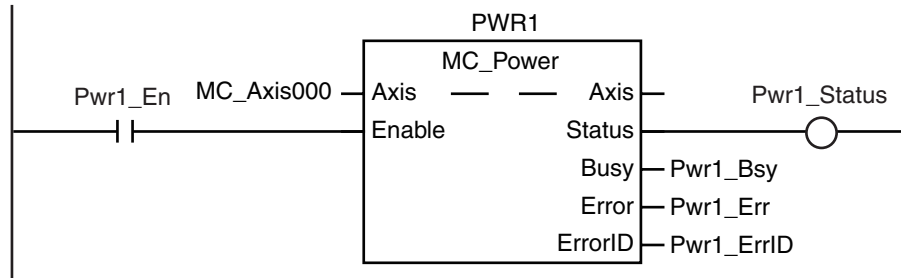 PWR1
MC_Power
Pwr1_En MC_Axis000 Axis Axis Pwr1_Status
Enable Status
Busy Pwr1_Bsy
Error Pwr1_Err
ErrorID Pwr1_ErrID